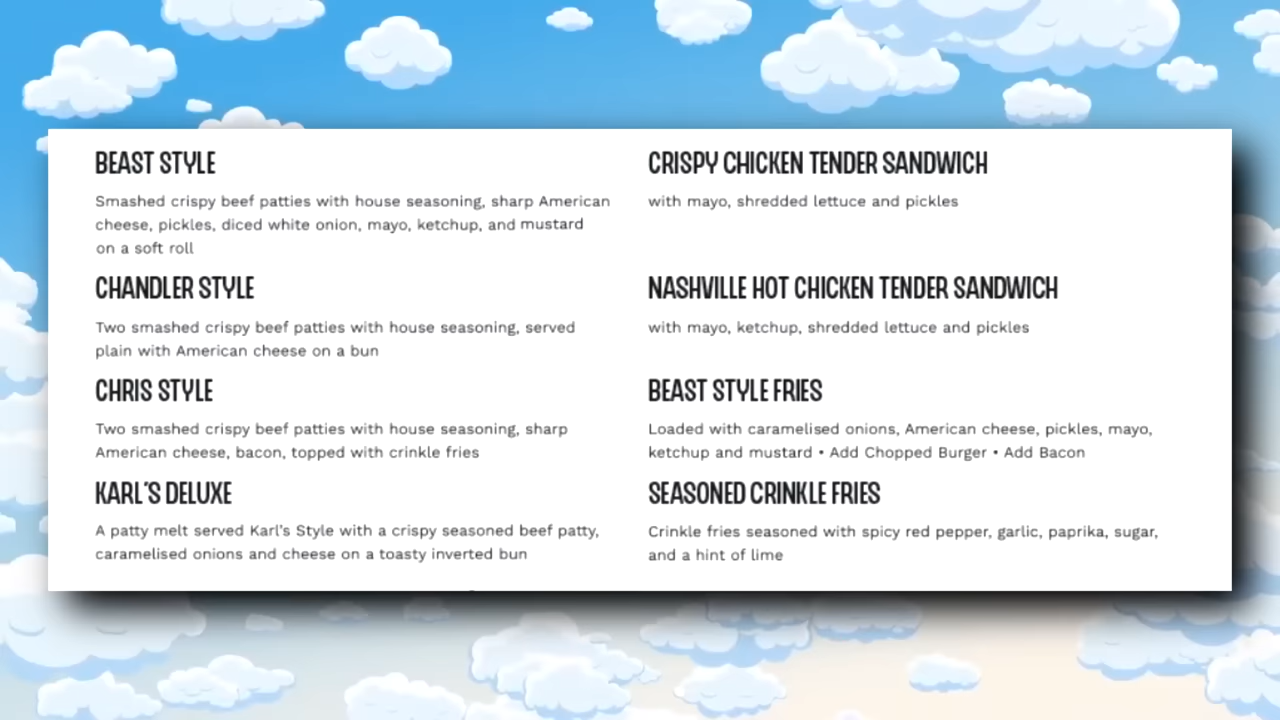 BEAST STYLE
Smashed crispy beef patties with house seasoning, sharp American
cheese, pickles, diced white onion, mayo, ketchup, and mustard
on a soft roll
CHANDLER STYLE
Two smashed crispy beef patties with house seasoning, served
plain with American cheese on a bun
CHRIS STYLE
Two smashed crispy beef patties with house seasoning, sharp
American cheese, bacon, topped with crinkle fries
KARL'S DELUXE
A patty melt served Karl's Style with a crispy seasoned beef patty,
caramelised onions and cheese on a toasty inverted bun
CRISPY CHICKEN TENDER SANDWICH
with mayo, shredded lettuce and pickles
NASHVILLE HOT CHICKEN TENDER SANDWICH
with mayo, ketchup, shredded lettuce and pickles
BEAST STYLE FRIES
Loaded with caramelised onions, American cheese, pickles, mayo,
ketchup and mustard • Add Chopped Burger • Add Bacon
SEASONED CRINKLE FRIES
Crinkle fries seasoned with spicy red pepper, garlic, paprika, sugar,
and a hint of lime